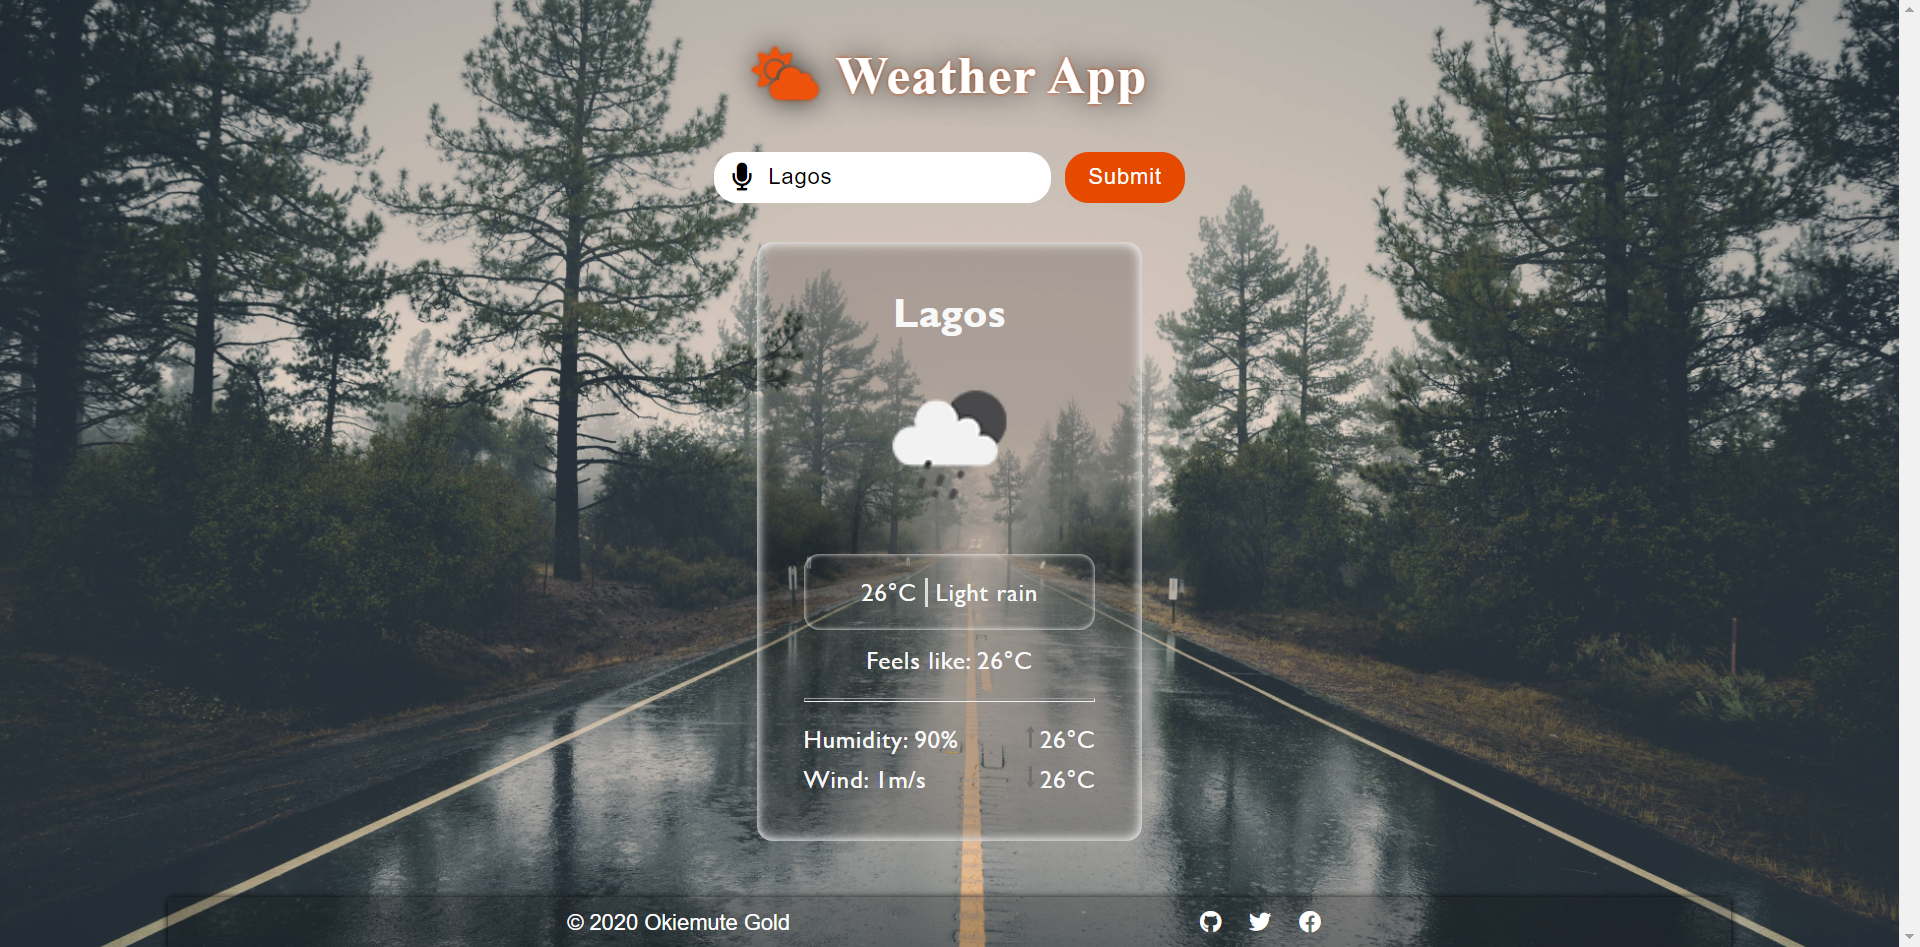 Weather App
Lagos
Submit
Lagos
26°C | Light rain
Feels like: 26°C
Humidity: 90% ↑ 26°C
Wind: 1m/s ↓ 26°C
© 2020 Okiemute Gold